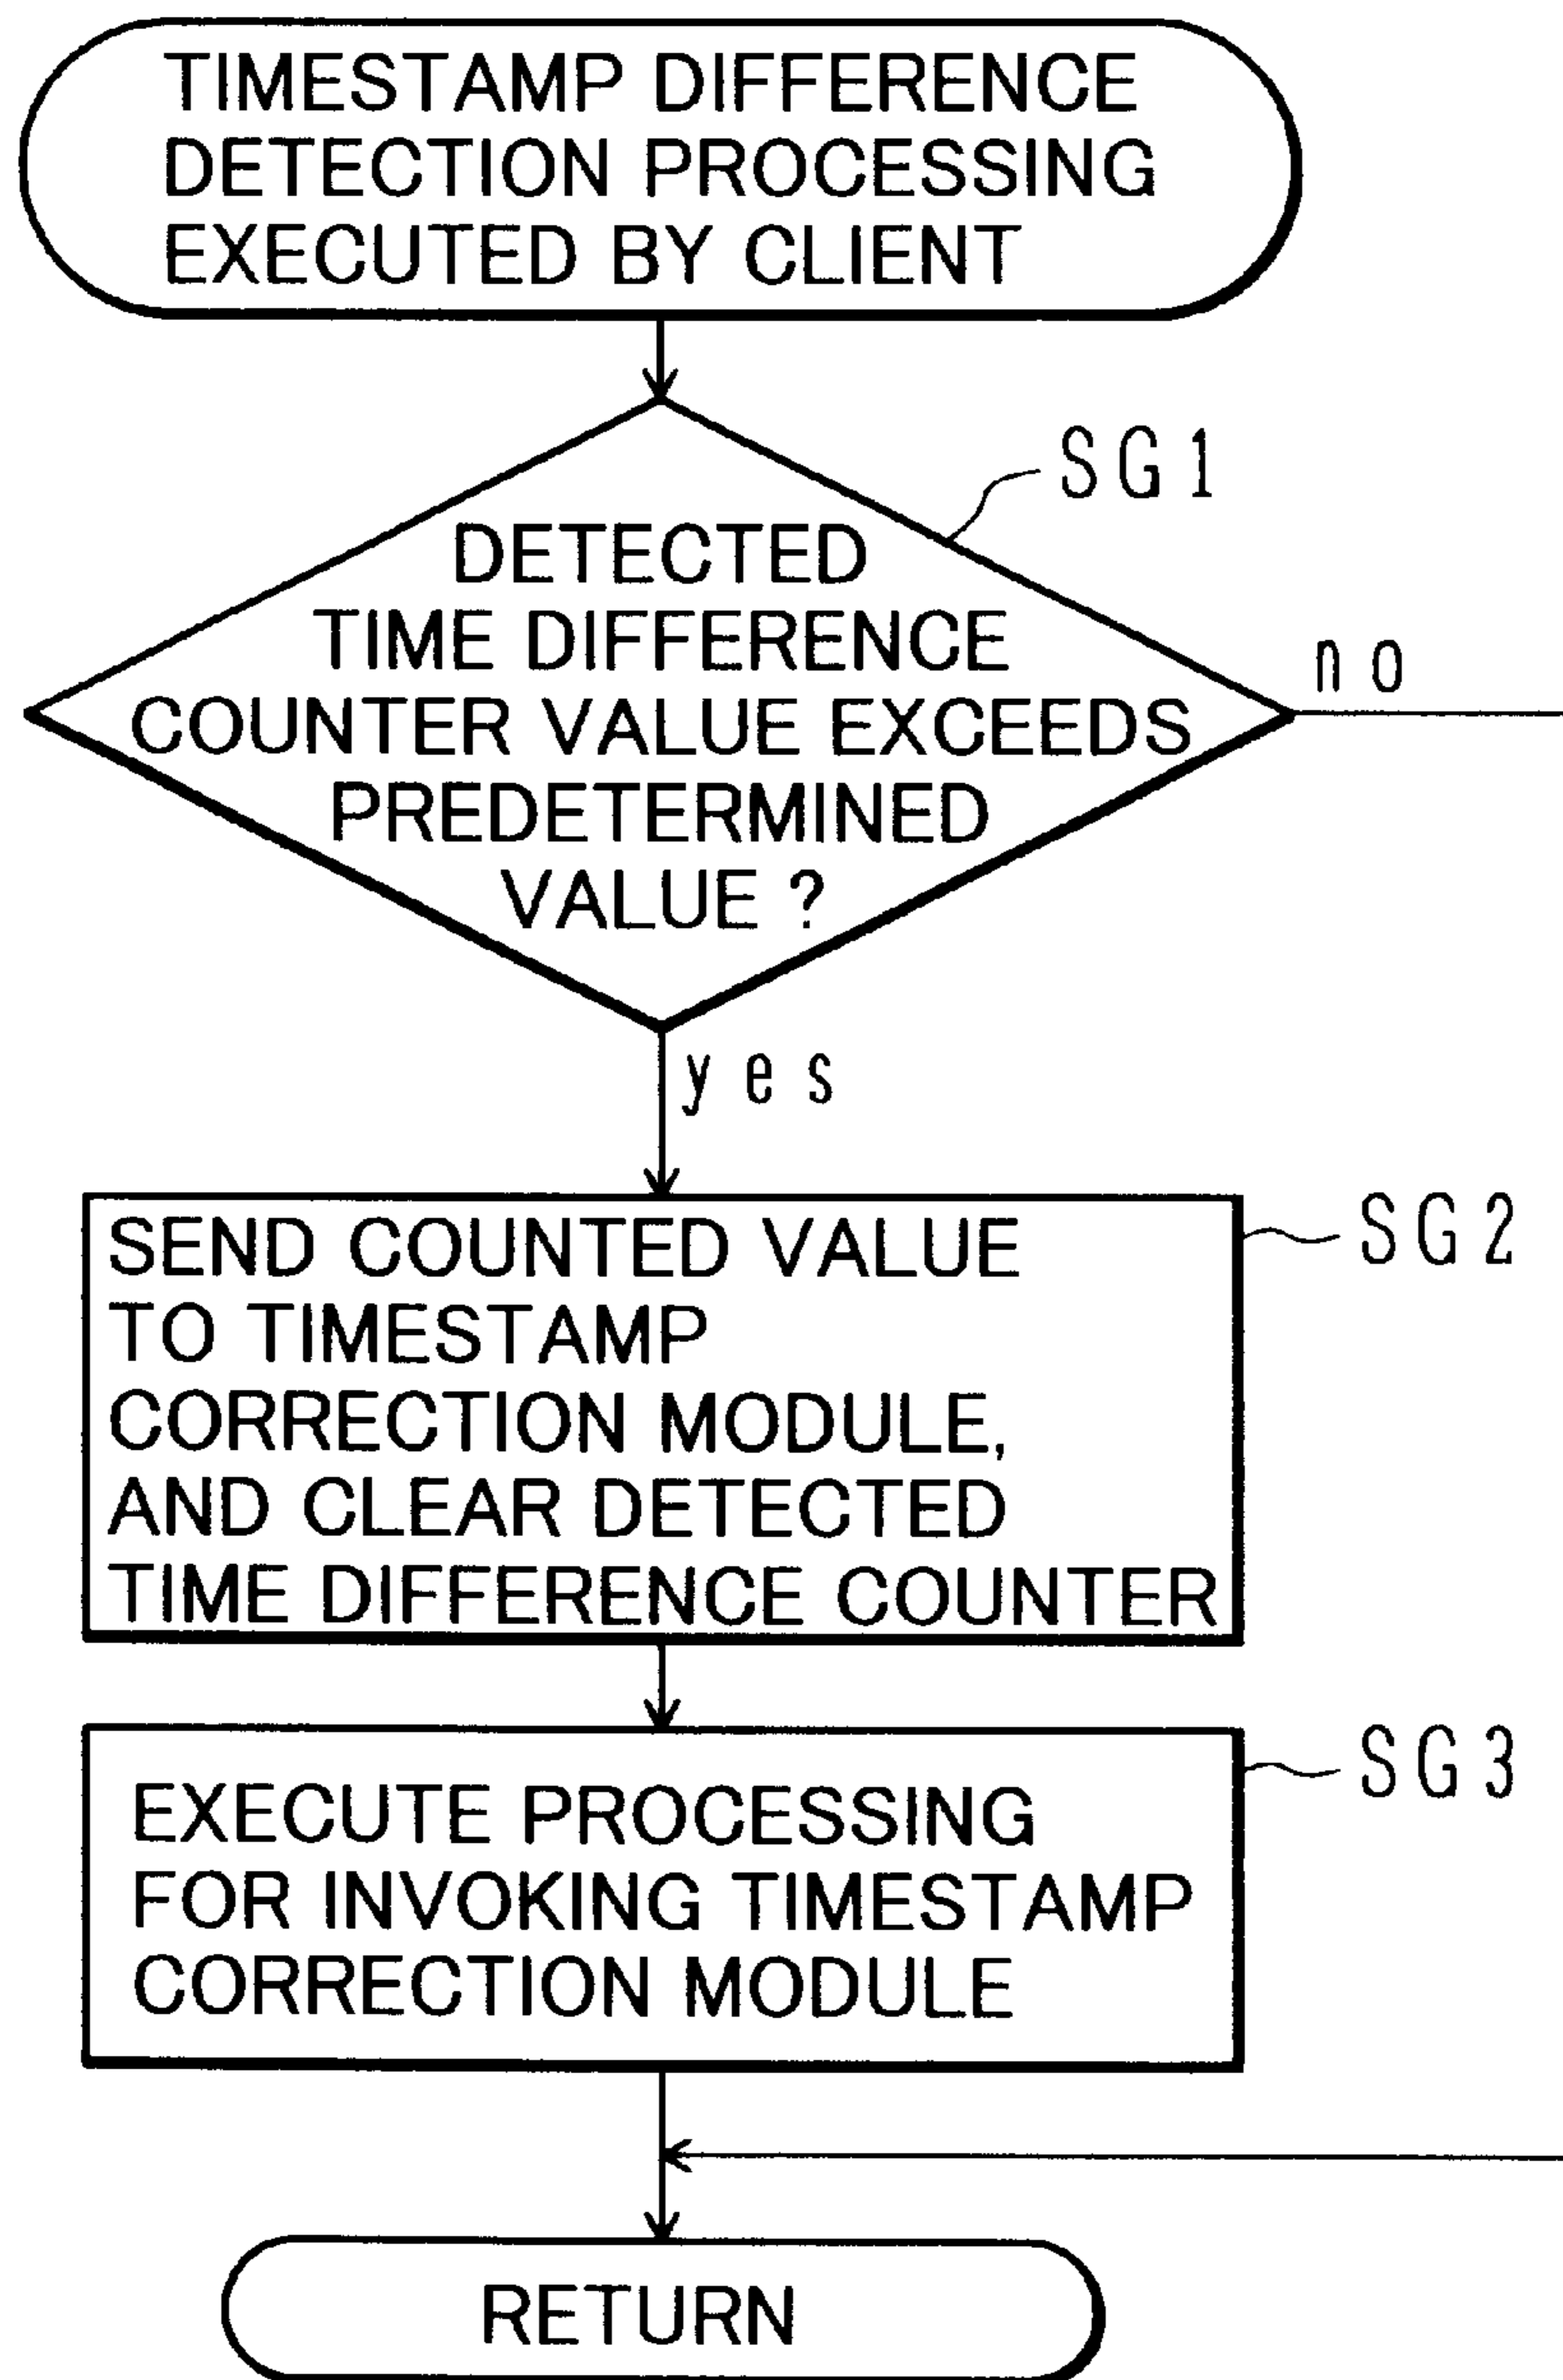 TIMESTAMP DIFFERENCE
DETECTION PROCESSING
EXECUTED BY CLIENT
SG1
DETECTED
TIME DIFFERENCE
COUNTER VALUE EXCEEDS
PREDETERMINED
VALUE ?
no
yes
SEND COUNTED VALUE
TO TIMESTAMP
CORRECTION MODULE,
AND CLEAR DETECTED
TIME DIFFERENCE COUNTER
SG2
EXECUTE PROCESSING
FOR INVOKING TIMESTAMP
CORRECTION MODULE
SG3
RETURN